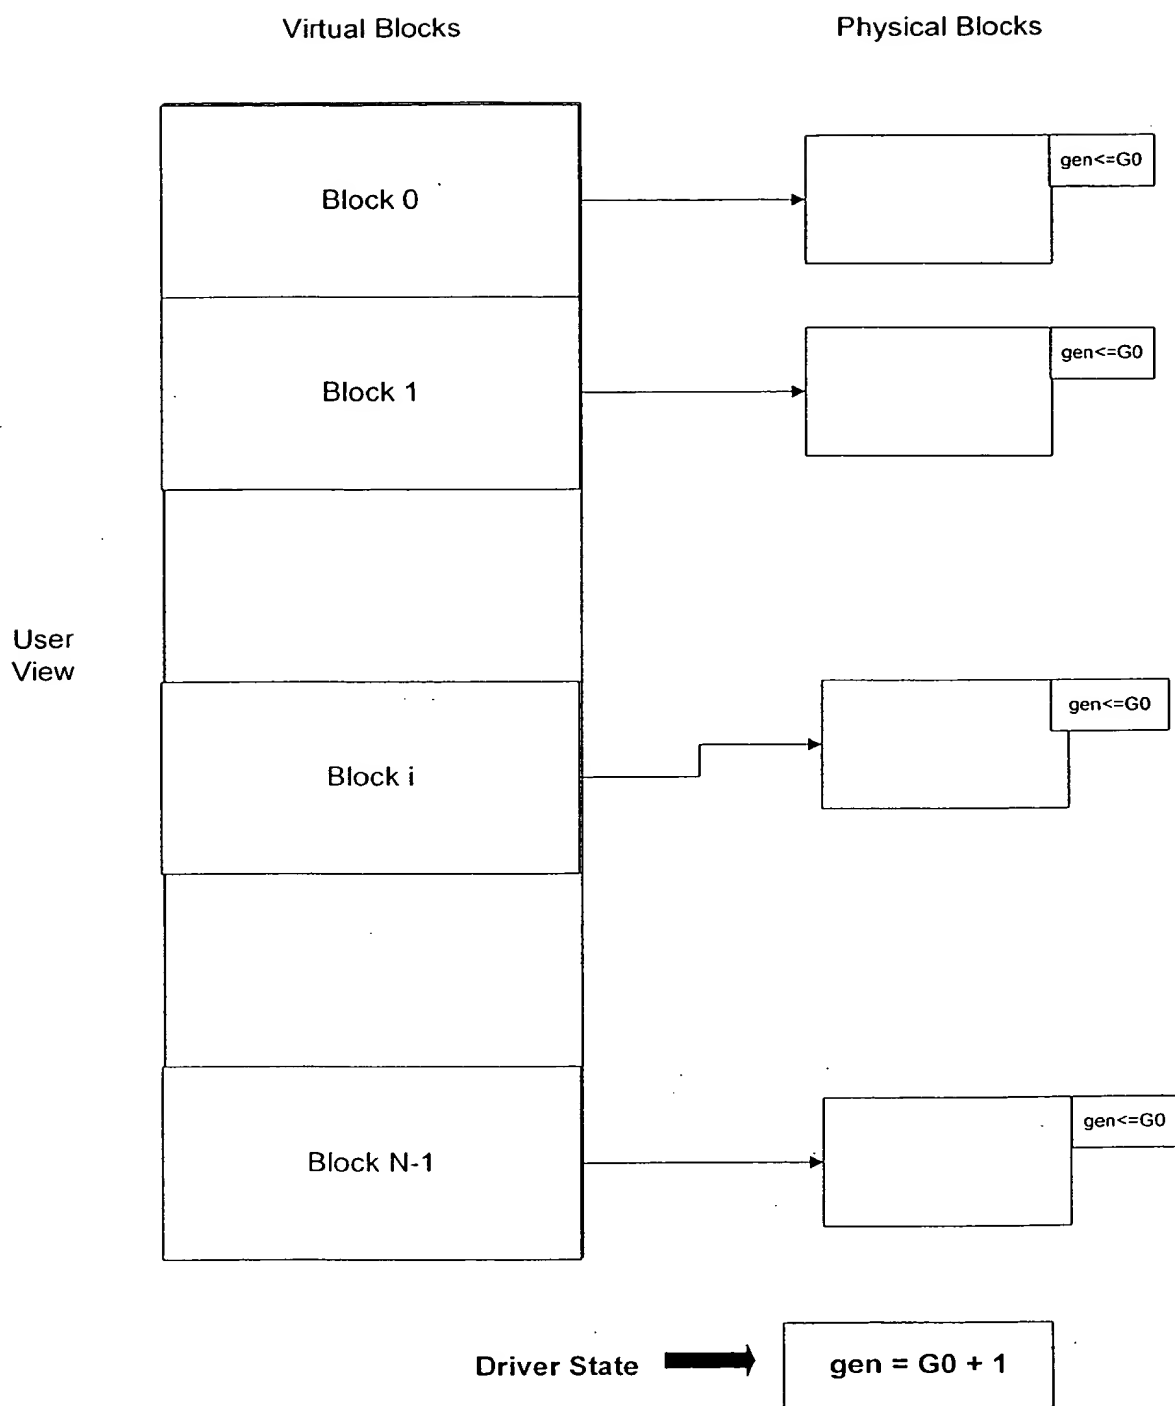 Virtual Blocks
Physical Blocks
Block 0
gen<=G0
Block 1
gen<=G0
User
View
Block i
gen<=G0
Block N-1
gen<=G0
Driver State
gen = G0 + 1